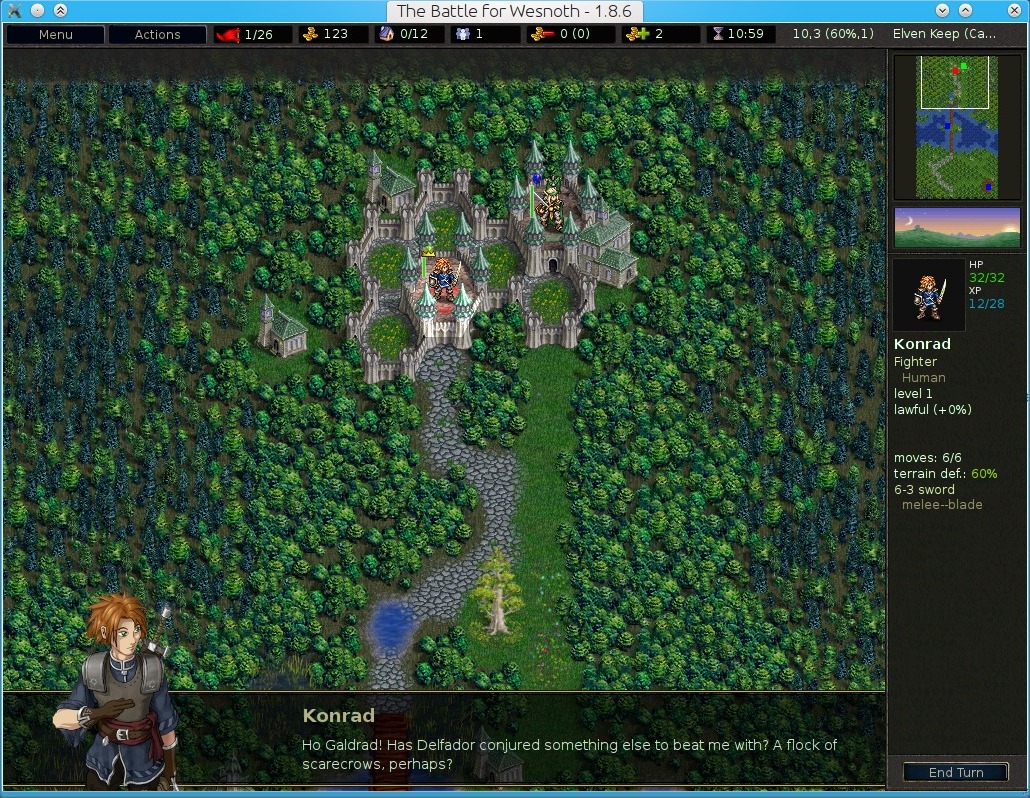 The Battle for Wesnoth - 1.8.6
Menu Actions 1/26 123 0/12 1 0 (0) 2 10:59 10,3 (60%,1) Elven Keep (Ca...
HP
32/32
XP
12/28
Konrad
Fighter
Human
level 1
lawful (+0%)
moves: 6/6
terrain def.: 60%
6-3 sword
melee--blade
Konrad
Ho Galdrad! Has Delfador conjured something else to beat me with? A flock of
scarecrows, perhaps?
End Turn